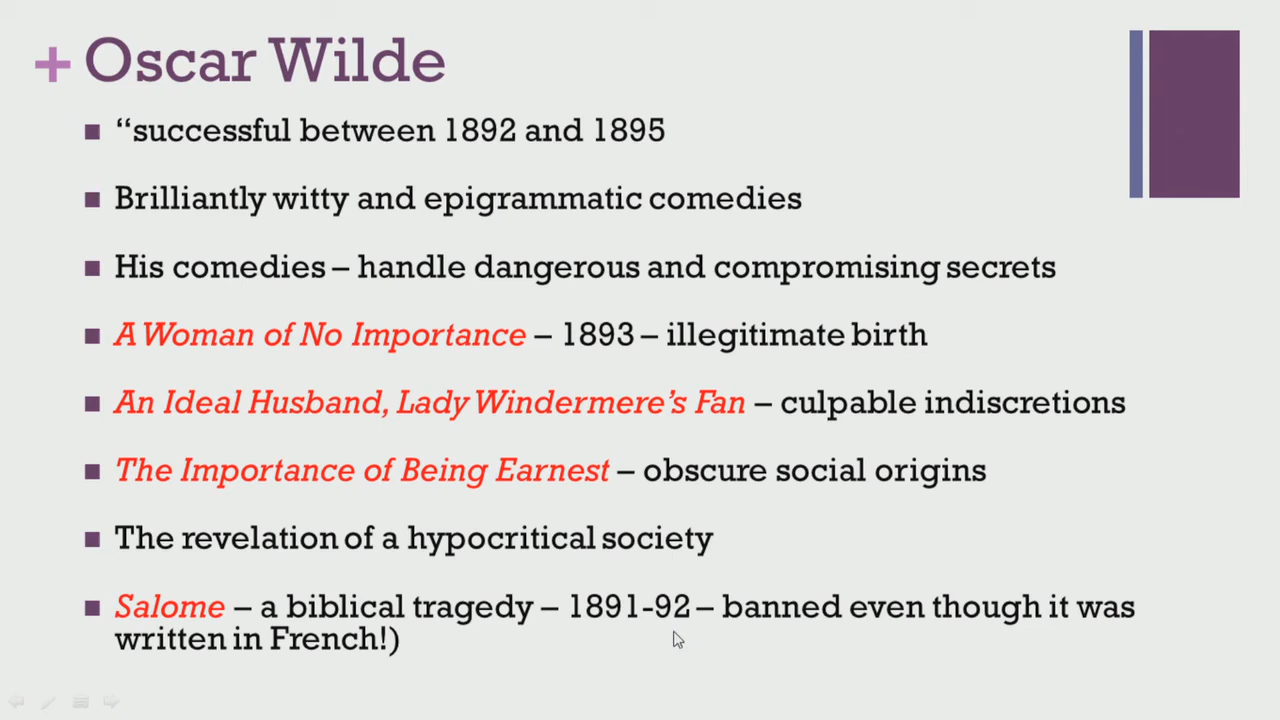 + Oscar Wilde
■ “successful between 1892 and 1895
■ Brilliantly witty and epigrammatic comedies
■ His comedies – handle dangerous and compromising secrets
■ A Woman of No Importance – 1893 – illegitimate birth
■ An Ideal Husband, Lady Windermere’s Fan – culpable indiscretions
■ The Importance of Being Earnest – obscure social origins
■ The revelation of a hypocritical society
■ Salome – a biblical tragedy – 1891-92 – banned even though it was
written in French!)